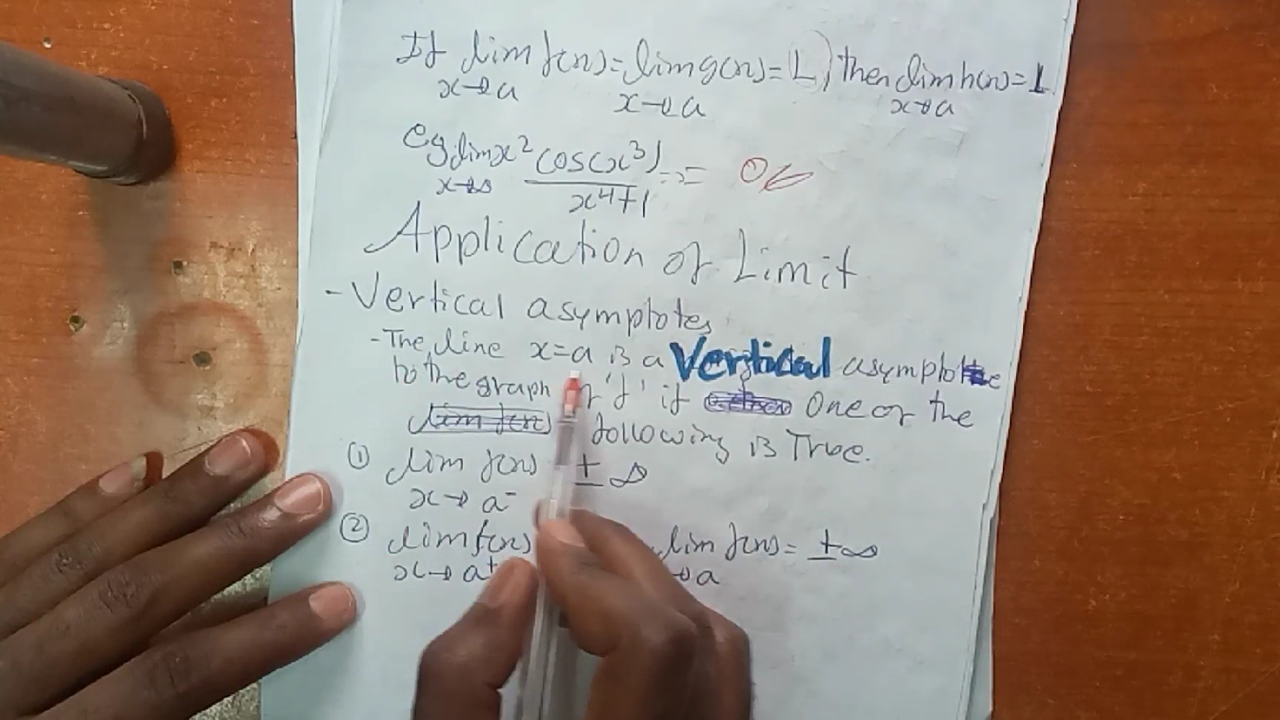 If lim f(x) = lim g(x) = L, then lim h(x) = L
x→a x→a x→a
eg lim x² cos(x³) = 0
x→∞ x⁴+1
Application of Limit
- Vertical asymptotes
- The line x=a is a Vertical asymptote
to the graph of 'f' if One of the
following is True.
① lim f(x) ± ∞
x→a⁻
② lim f(x) lim f(x) = ±∞
x→a⁺ →a